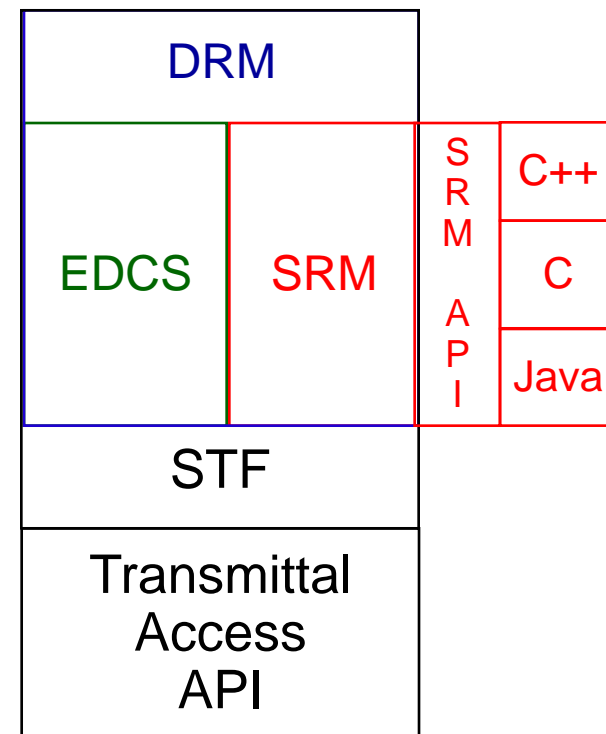 DRM
EDCS
SRM
S
R
M
A
P
I
C++
C
Java
STF
Transmittal
Access
API